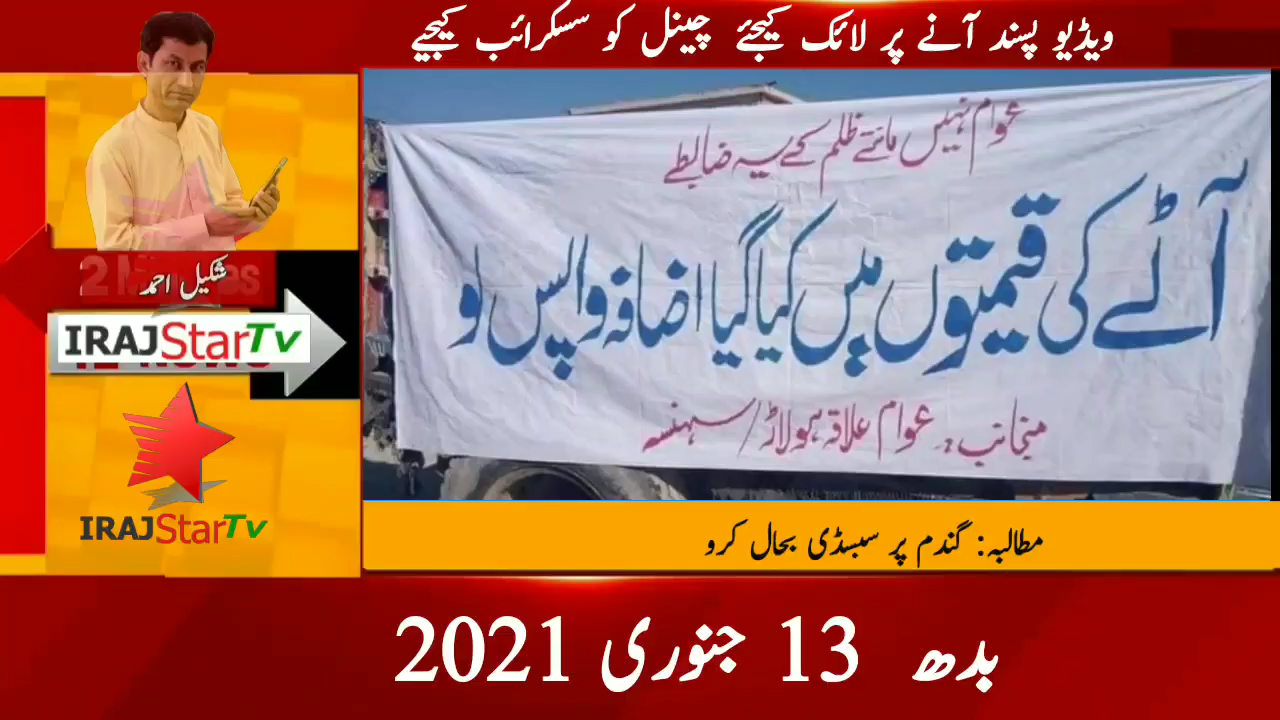 ویڈیو پسند آنے پر لائک کیجئے چینل کو سسکرائب کیجیے
عوام نہیں مانتے ظلم کے یہ ضابطے
آٹے کی قیمتوں میں کیا گیا اضافہ واپس لو
منجانب: عوام علاقہ ہولاڑ/سہنسہ
شکیل احمد
IRAJStarTv
IRAJStarTv
مطالبہ: گندم پر سبسڈی بحال کرو
بدھ 13 جنوری 2021